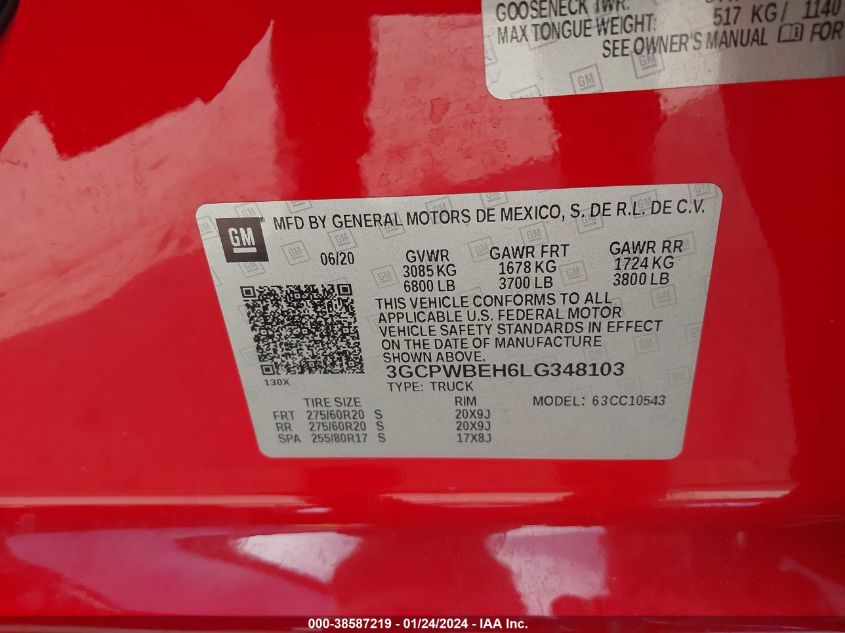 GOOSENECK TWR:
MAX TONGUE WEIGHT: 517 KG/ 1140
SEE OWNER'S MANUAL FOR
GM
MFD BY GENERAL MOTORS DE MEXICO, S. DE R.L. DE C.V.
06/20 GVWR GAWR FRT GAWR RR
3085 KG 1678 KG 1724 KG
6800 LB 3700 LB 3800 LB
THIS VEHICLE CONFORMS TO ALL
APPLICABLE U.S. FEDERAL MOTOR
VEHICLE SAFETY STANDARDS IN EFFECT
ON THE DATE OF MANUFACTURE
SHOWN ABOVE.
3GCPWBEH6LG348103
130X
TYPE: TRUCK
TIRE SIZE RIM MODEL: 63CC10543
FRT 275/60R20 S 20X9J
RR 275/60R20 S 20X9J
SPA 255/80R17 S 17X8J
000-38587219 - 01/24/2024 - IAA Inc.